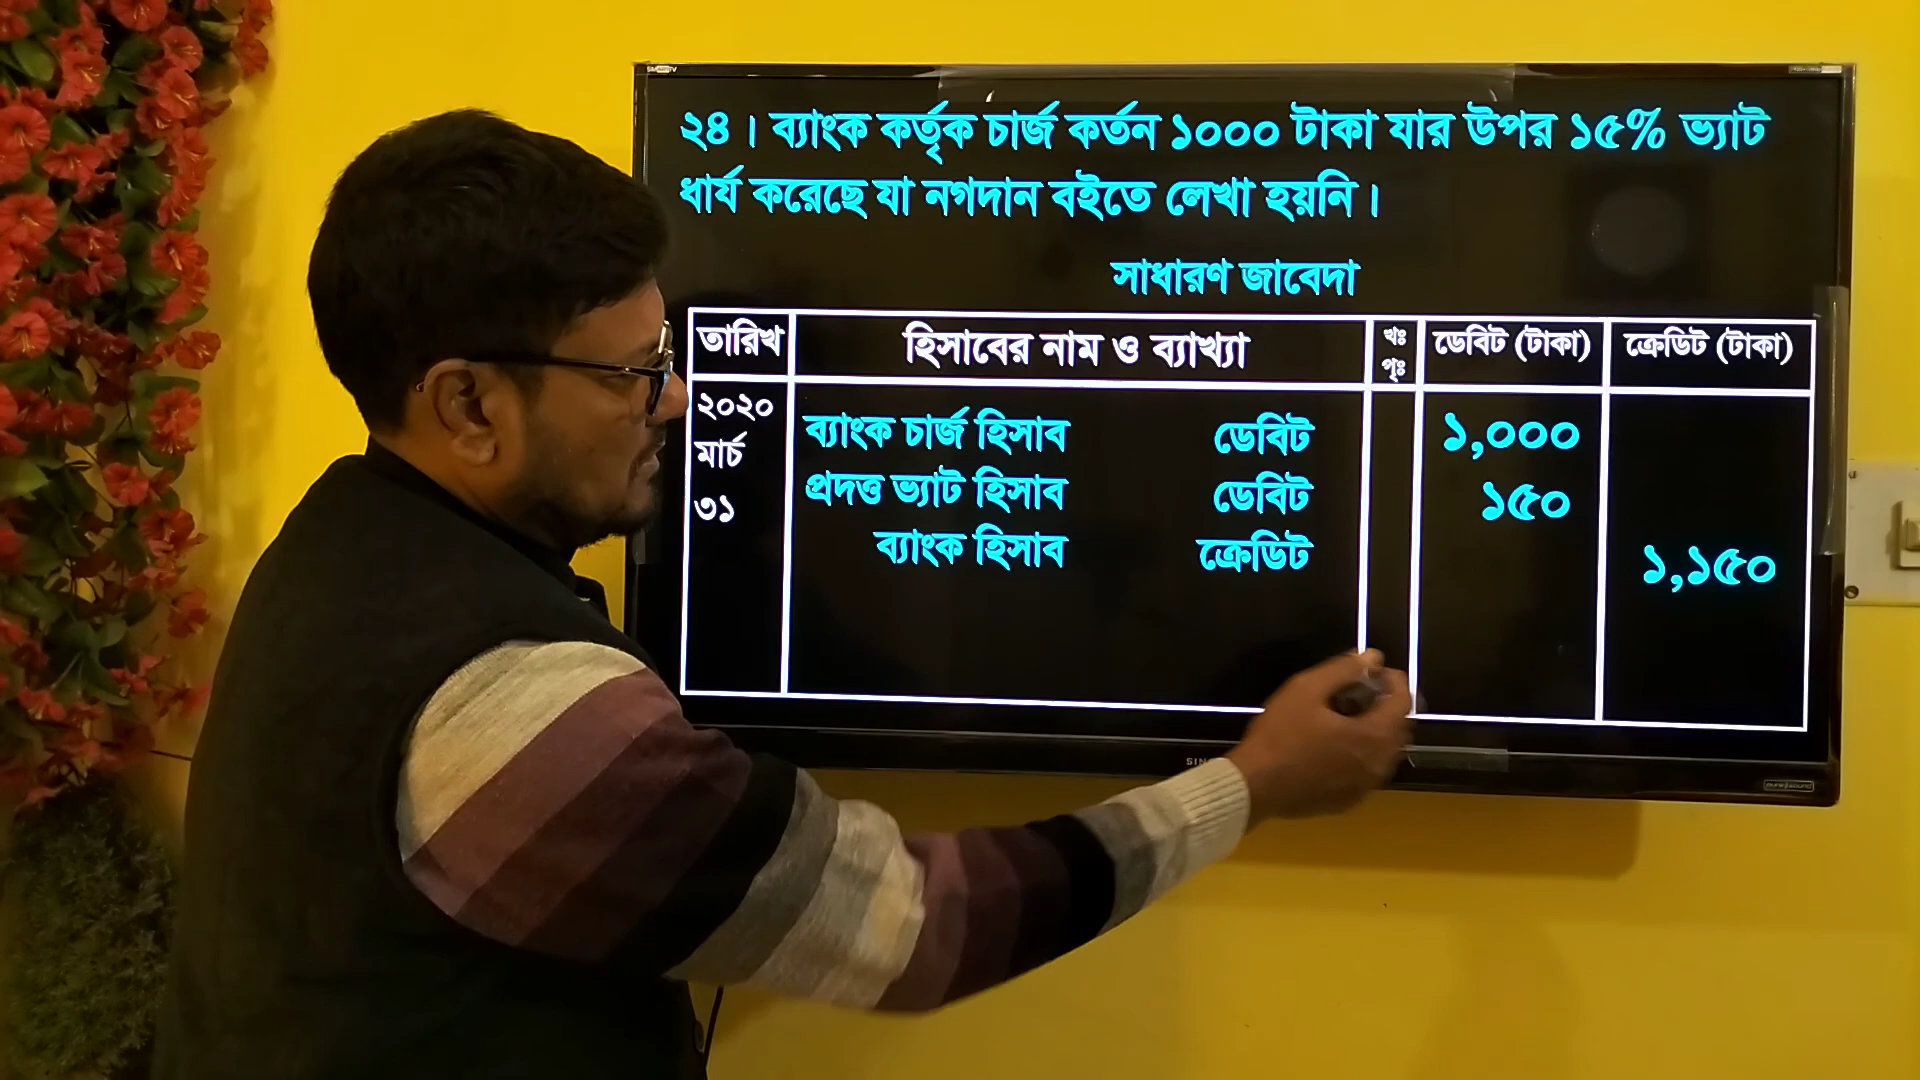 ২৪। ব্যাংক কর্তৃক চার্জ কর্তন ১০০০ টাকা যার উপর ১৫% ভ্যাট
ধার্য করেছে যা নগদান বইতে লেখা হয়নি।
সাধারণ জাবেদা
তারিখ হিসাবের নাম ও ব্যাখ্যা খঃ পৃঃ ডেবিট (টাকা) ক্রেডিট (টাকা)
২০২০
মার্চ
৩১
ব্যাংক চার্জ হিসাব ডেবিট ১,০০০
প্রদত্ত ভ্যাট হিসাব ডেবিট ১৫০
ব্যাংক হিসাব ক্রেডিট ১,১৫০